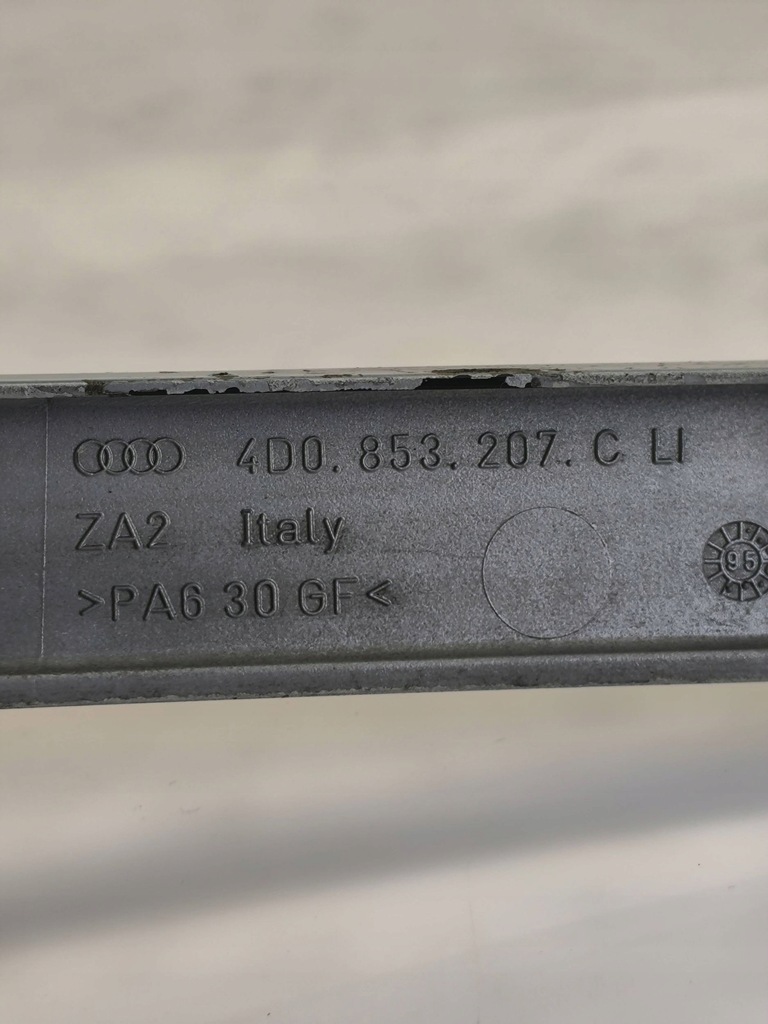 4D0. 853. 207. C LI
ZA2 Italy
>PA6 30 GF<
95